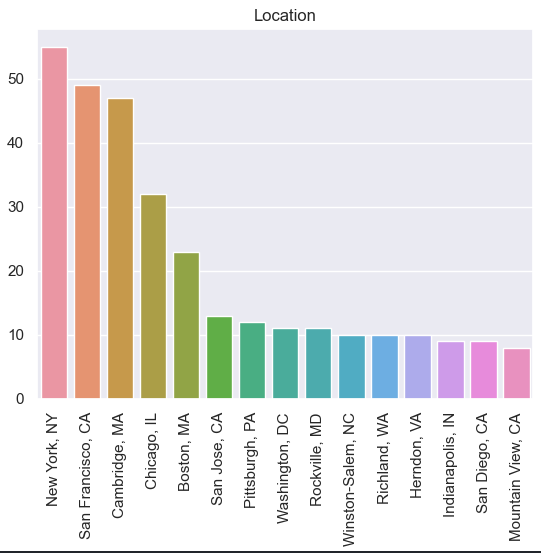 Location
50
40
30
20
10
0
New York, NY
San Francisco, CA
Cambridge, MA
Chicago, IL
Boston, MA
San Jose, CA
Pittsburgh, PA
Washington, DC
Rockville, MD
Winston-Salem, NC
Richland, WA
Herndon, VA
Indianapolis, IN
San Diego, CA
Mountain View, CA